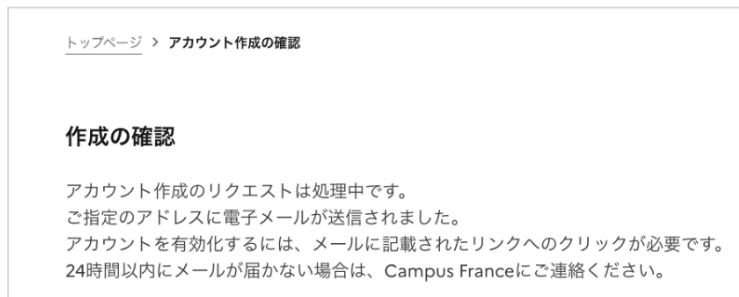 トップページ > アカウント作成の確認
作成の確認
アカウント作成のリクエストは処理中です。
ご指定のアドレスに電子メールが送信されました。
アカウントを有効化するには、メールに記載されたリンクへのクリックが必要です。
24時間以内にメールが届かない場合は、Campus Franceにご連絡ください。